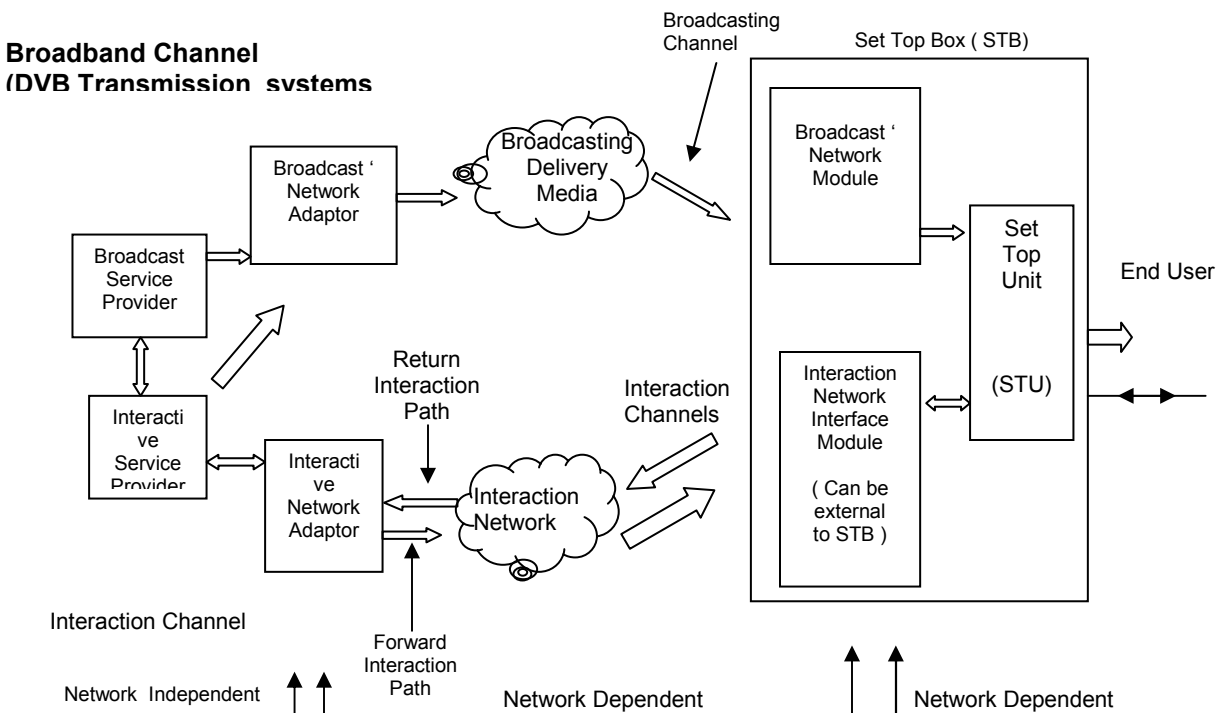 Broadband Channel
(DVB Transmission systems
Broadcasting
Channel
Set Top Box ( STB)
Broadcast ‘
Network
Adaptor
Broadcasting
Delivery
Media
Broadcast ‘
Network
Module
Broadcast
Service
Provider
Set
Top
Unit
(STU)
End User
Return
Interaction
Path
Interaction
Channels
Interaction
Network
Interface
Module
( Can be
external
to STB )
Interacti
ve
Service
Provider
Interacti
ve
Network
Adaptor
Interaction
Network
Interaction Channel
Forward
Interaction
Path
Network Independent
Network Dependent
Network Dependent